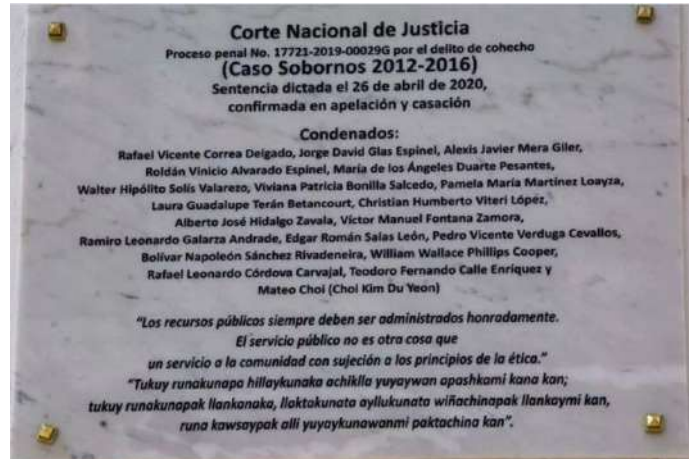 Corte Nacional de Justicia
Proceso penal No. 17721-2019-00029G por el delito de cohecho
(Caso Sobornos 2012-2016)
Sentencia dictada el 26 de abril de 2020,
confirmada en apelación y casación
Condenados:
Rafael Vicente Correa Delgado, Jorge David Glas Espinel, Alexis Javier Mera Giler,
Roldán Vinicio Alvarado Espinel, María de los Ángeles Duarte Pesantes,
Walter Hipólito Solís Valarezo, Viviana Patricia Bonilla Salcedo, Pamela María Martínez Loayza,
Laura Guadalupe Terán Betancourt, Christian Humberto Viteri López,
Alberto José Hidalgo Zavala, Víctor Manuel Fontana Zamora,
Ramiro Leonardo Galarza Andrade, Edgar Román Salas León, Pedro Vicente Verduga Cevallos,
Bolívar Napoleón Sánchez Rivadeneira, William Wallace Phillips Cooper,
Rafael Leonardo Córdova Carvajal, Teodoro Fernando Calle Enríquez y
Mateo Choi (Choi Kim Du Yeon)
"Los recursos públicos siempre deben ser administrados honradamente.
El servicio público no es otra cosa que
un servicio a la comunidad con sujeción a los principios de la ética."
"Tukuy runakunapa hillaykunaka achiklla yuyaywan apashkami kana kan;
tukuy runakunapak llankanaka, llaktakunata ayllukunata wiñachinapak llankaymi kan,
runa kawsaypak alli yuyaykunawanmi paktachina kan".